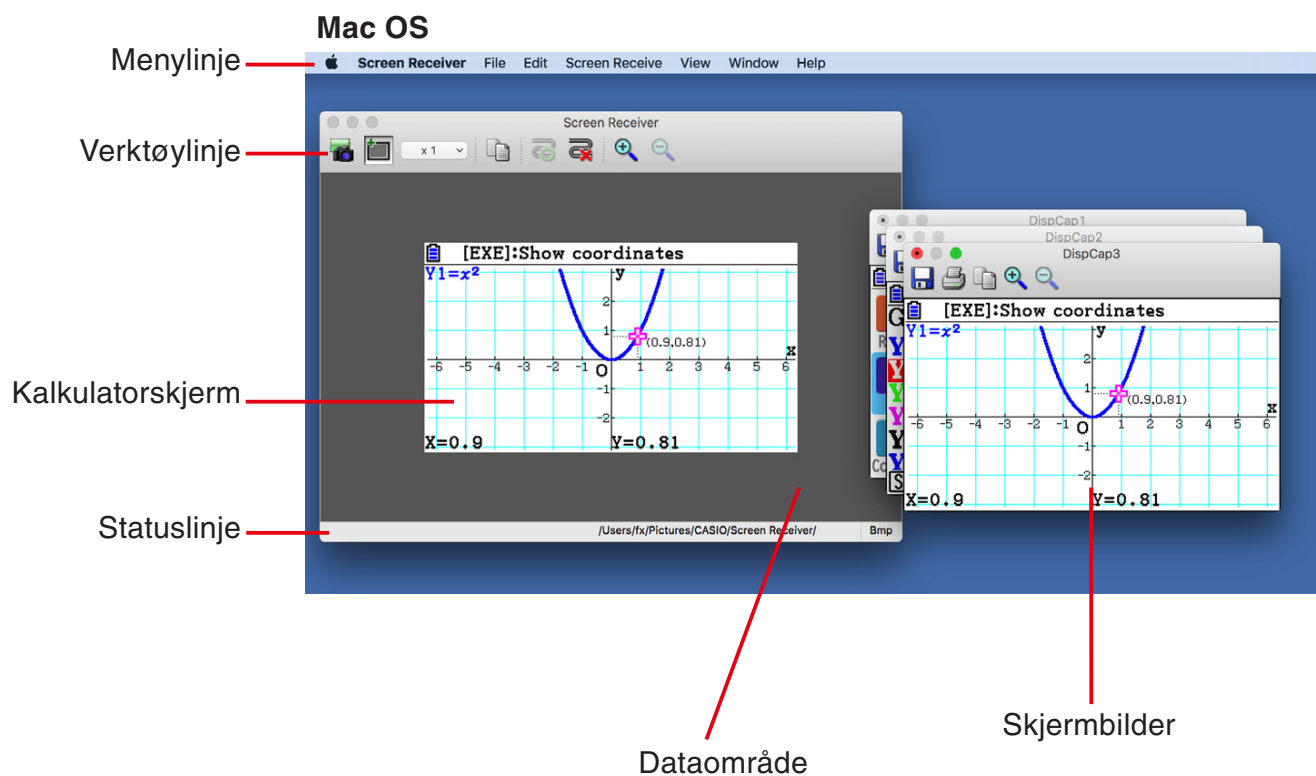 Mac OS
Menylinje
Screen Receiver File Edit Screen Receive View Window Help
Screen Receiver
Verktøylinje
x 1
[EXE]:Show coordinates
Y1=x²
y
2
1
(0.9,0.81)
x
-6 -5 -4 -3 -2 -1 O 1 2 3 4 5 6
-1
-2
X=0.9 Y=0.81
Kalkulatorskjerm
Statuslinje
/Users/fx/Pictures/CASIO/Screen Receiver/ Bmp
DispCap1
DispCap2
DispCap3
[EXE]:Show coordinates
Y1=x²
y
2
1
(0.9,0.81)
x
-6 -5 -4 -3 -2 -1 O 1 2 3 4 5 6
-1
-2
X=0.9 Y=0.81
G
Y
Y
Y
Y
Y
Y
S
R
Co
Skjermbilder
Dataområde